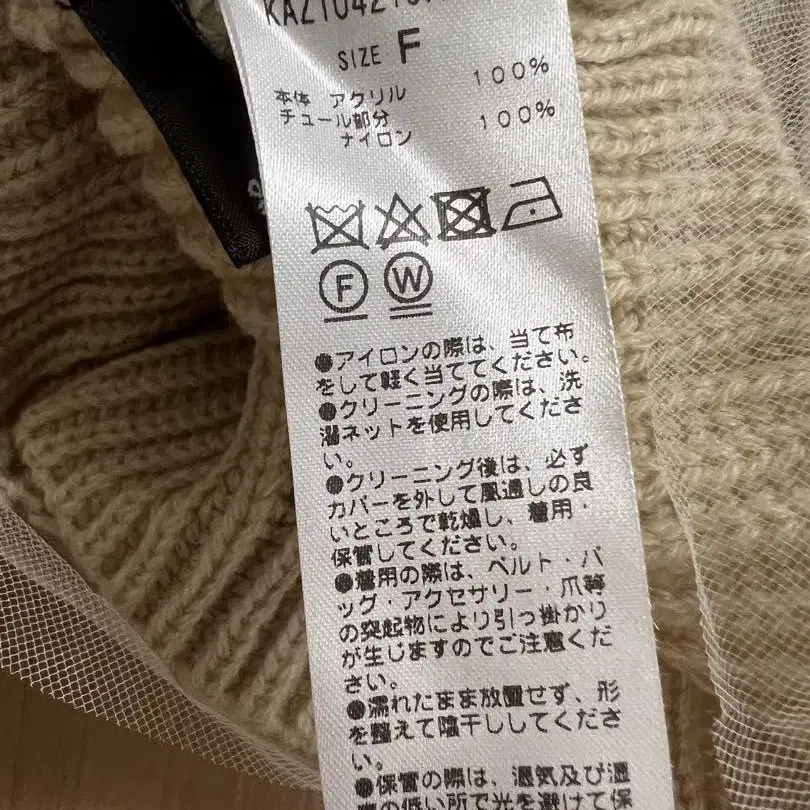 SIZE F
本体 アクリル 100%
チュール部分
ナイロン 100%
F W
●アイロンの際は、当て布
をして軽く当ててください。
●クリーニングの際は、洗
濯ネットを使用してくださ
い。
●クリーニング後は、必ず
カバーを外して風通しの良
いところで乾燥し、着用・
保管してください。
●着用の際は、ベルト・バ
ッグ・アクセサリー・爪等
の突起物により引っ掛かり
が生じますのでご注意くだ
さい。
●濡れたまま放置せず、形
を整えて陰干ししてくださ
い。
●保管の際は、湿気及び温
度の低い所で光を避けて保